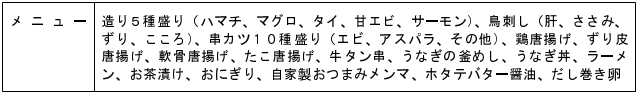 メニュー
造り５種盛り（ハマチ、マグロ、タイ、甘エビ、サーモン）、鳥刺し（肝、ささみ、
ずり、こころ）、串カツ１０種盛り（エビ、アスパラ、その他）、鶏唐揚げ、ずり皮
唐揚げ、軟骨唐揚げ、たこ唐揚げ、牛タン串、うなぎの釜めし、うなぎ丼、ラーメ
ン、お茶漬け、おにぎり、自家製おつまみメンマ、ホタテバター醤油、だし巻き卵